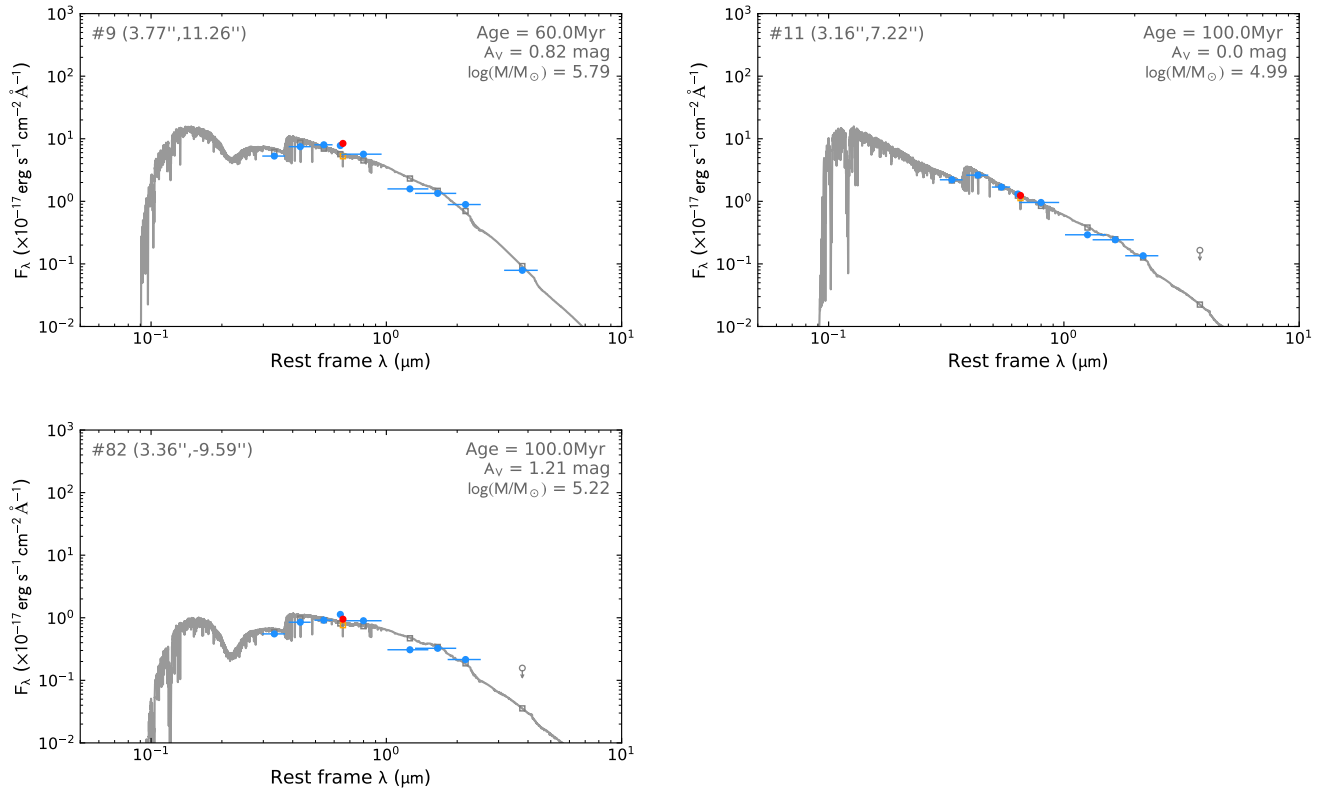 #9 (3.77'',11.26'')
Age = 60.0Myr
A_V = 0.82 mag
log(M/M_⊙) = 5.79
10^3
10^2
10^1
10^0
10^−1
10^−2
F_λ (×10^−17 erg s^−1 cm^−2 Å^−1)
10^−1 10^0 10^1
Rest frame λ (μm)
#11 (3.16'',7.22'')
Age = 100.0Myr
A_V = 0.0 mag
log(M/M_⊙) = 4.99
10^3
10^2
10^1
10^0
10^−1
10^−2
F_λ (×10^−17 erg s^−1 cm^−2 Å^−1)
10^−1 10^0 10^1
Rest frame λ (μm)
#82 (3.36'',-9.59'')
Age = 100.0Myr
A_V = 1.21 mag
log(M/M_⊙) = 5.22
10^3
10^2
10^1
10^0
10^−1
10^−2
F_λ (×10^−17 erg s^−1 cm^−2 Å^−1)
10^−1 10^0 10^1
Rest frame λ (μm)